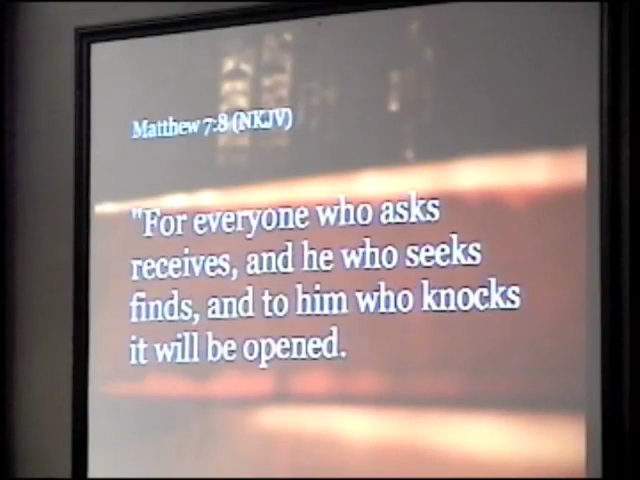 Matthew 7:8 (NKJV)
"For everyone who asks
receives, and he who seeks
finds, and to him who knocks
it will be opened.